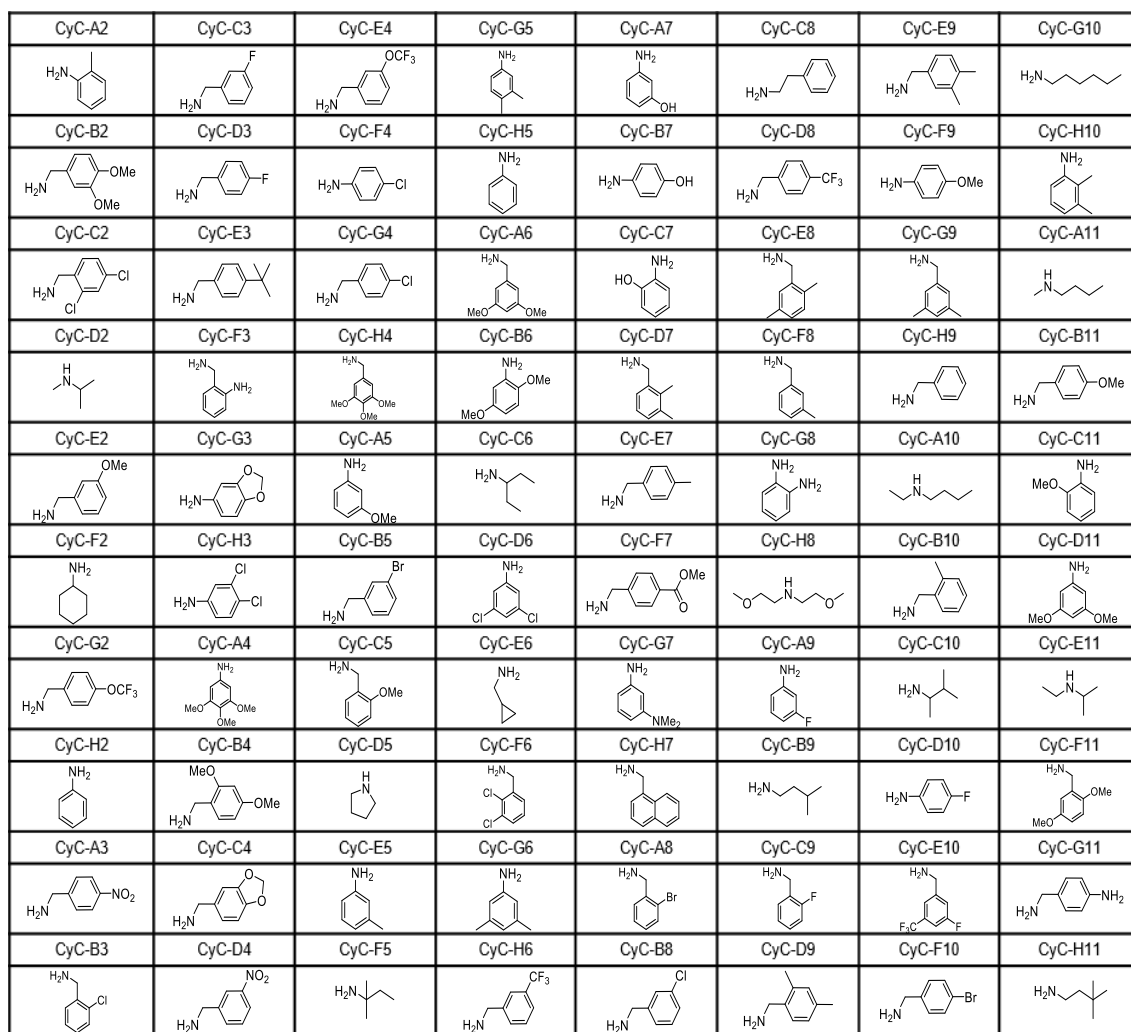 CyC-A2 CyC-C3 CyC-E4 CyC-G5 CyC-A7 CyC-C8 CyC-E9 CyC-G10
H₂N
F
H₂N
OCF₃
H₂N
NH₂
NH₂
OH
H₂N
H₂N
H₂N
CyC-B2 CyC-D3 CyC-F4 CyC-H5 CyC-B7 CyC-D8 CyC-F9 CyC-H10
H₂N
OMe
OMe
H₂N
F
H₂N
Cl
NH₂
H₂N
OH
H₂N
CF₃
H₂N
OMe
NH₂
CyC-C2 CyC-E3 CyC-G4 CyC-A6 CyC-C7 CyC-E8 CyC-G9 CyC-A11
H₂N
Cl
Cl
H₂N
H₂N
Cl
H₂N
MeO
OMe
HO
NH₂
H₂N
H₂N
H
N
CyC-D2 CyC-F3 CyC-H4 CyC-B6 CyC-D7 CyC-F8 CyC-H9 CyC-B11
H
N
H₂N
NH₂
H₂N
MeO
OMe
OMe
NH₂
OMe
MeO
H₂N
H₂N
H₂N
H₂N
OMe
CyC-E2 CyC-G3 CyC-A5 CyC-C6 CyC-E7 CyC-G8 CyC-A10 CyC-C11
OMe
H₂N
H₂N
O
O
NH₂
OMe
H₂N
H₂N
NH₂
NH₂
H
N
NH₂
MeO
CyC-F2 CyC-H3 CyC-B5 CyC-D6 CyC-F7 CyC-H8 CyC-B10 CyC-D11
NH₂
H₂N
Cl
Cl
Br
H₂N
NH₂
Cl
Cl
H₂N
OMe
O
O
H
N
O
H₂N
NH₂
MeO
OMe
CyC-G2 CyC-A4 CyC-C5 CyC-E6 CyC-G7 CyC-A9 CyC-C10 CyC-E11
H₂N
OCF₃
NH₂
MeO
OMe
OMe
H₂N
OMe
NH₂
NH₂
NMe₂
NH₂
F
H₂N
H
N
CyC-H2 CyC-B4 CyC-D5 CyC-F6 CyC-H7 CyC-B9 CyC-D10 CyC-F11
NH₂
MeO
OMe
H₂N
H
N
H₂N
Cl
Cl
H₂N
H₂N
H₂N
F
H₂N
OMe
MeO
CyC-A3 CyC-C4 CyC-E5 CyC-G6 CyC-A8 CyC-C9 CyC-E10 CyC-G11
H₂N
NO₂
H₂N
O
O
NH₂
NH₂
H₂N
Br
H₂N
F
H₂N
F₃C
F
H₂N
NH₂
CyC-B3 CyC-D4 CyC-F5 CyC-H6 CyC-B8 CyC-D9 CyC-F10 CyC-H11
H₂N
Cl
NO₂
H₂N
H₂N
CF₃
H₂N
Cl
H₂N
H₂N
H₂N
Br
H₂N